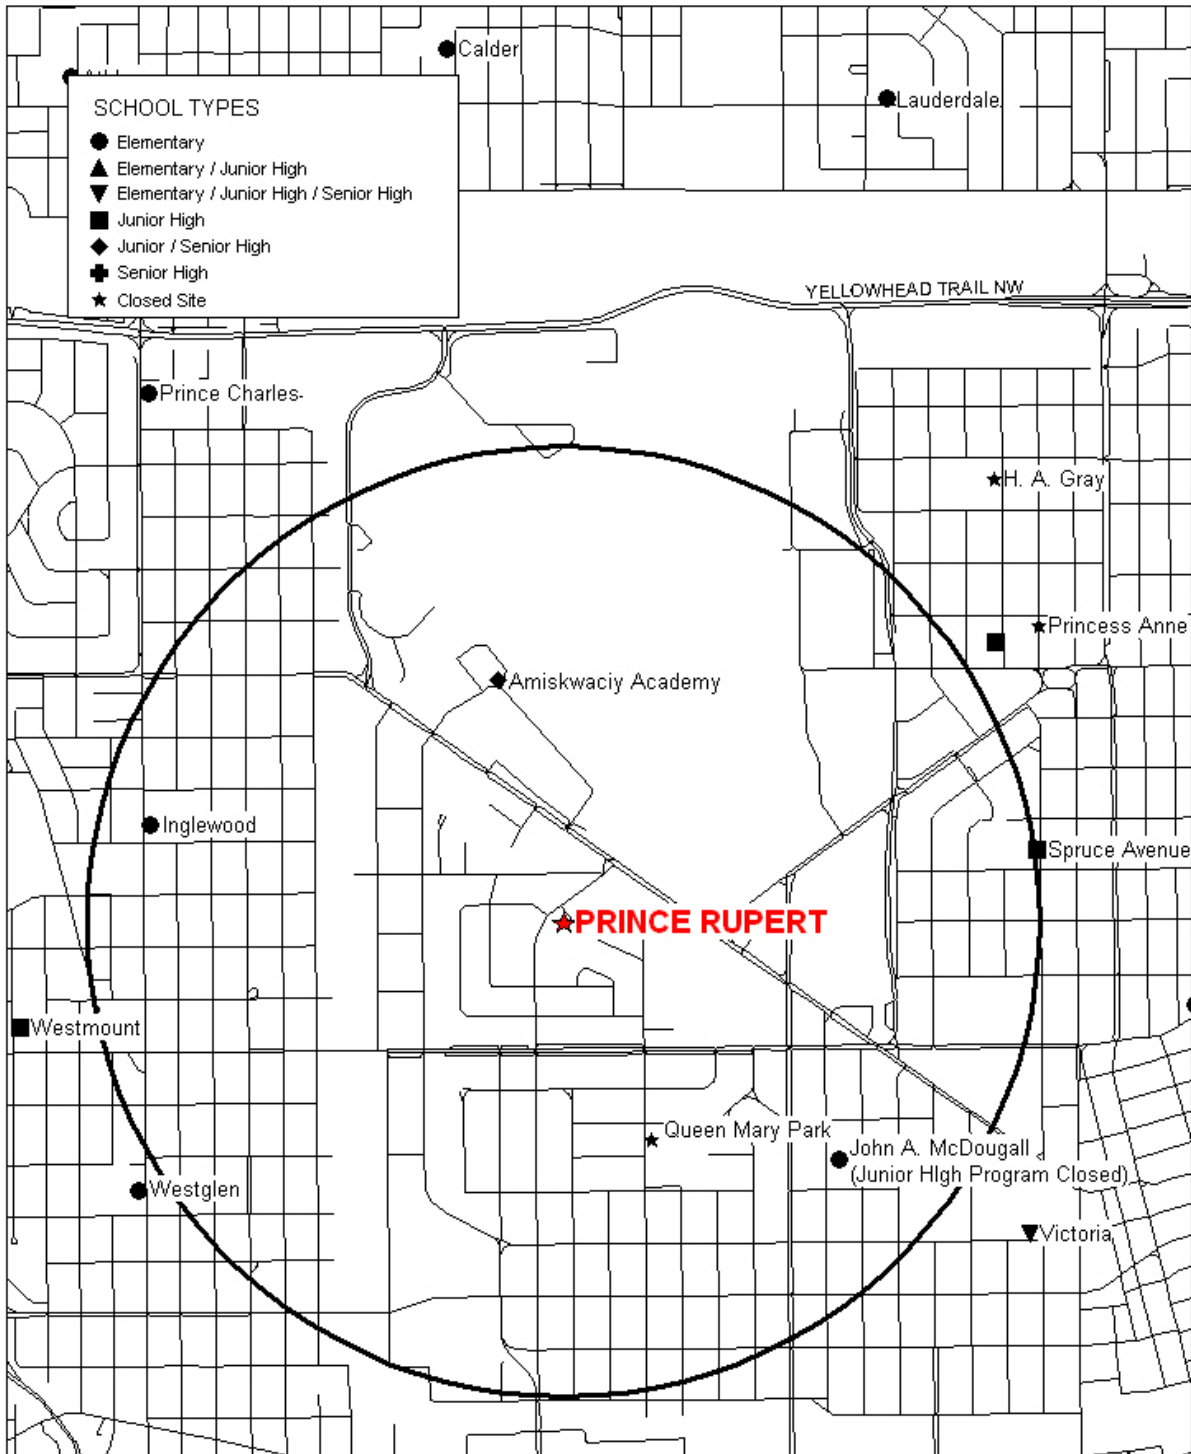 Calder
Lauderdale
SCHOOL TYPES
Elementary
Elementary / Junior High
Elementary / Junior High / Senior High
Junior High
Junior / Senior High
Senior High
Closed Site
YELLOWHEAD TRAIL NW
Prince Charles
H. A. Gray
Princess Anne
Amiskwaciy Academy
Inglewood
Spruce Avenue
PRINCE RUPERT
Westmount
Queen Mary Park
John A. McDougall
(Junior HIgh Program Closed)
Westglen
Victoria